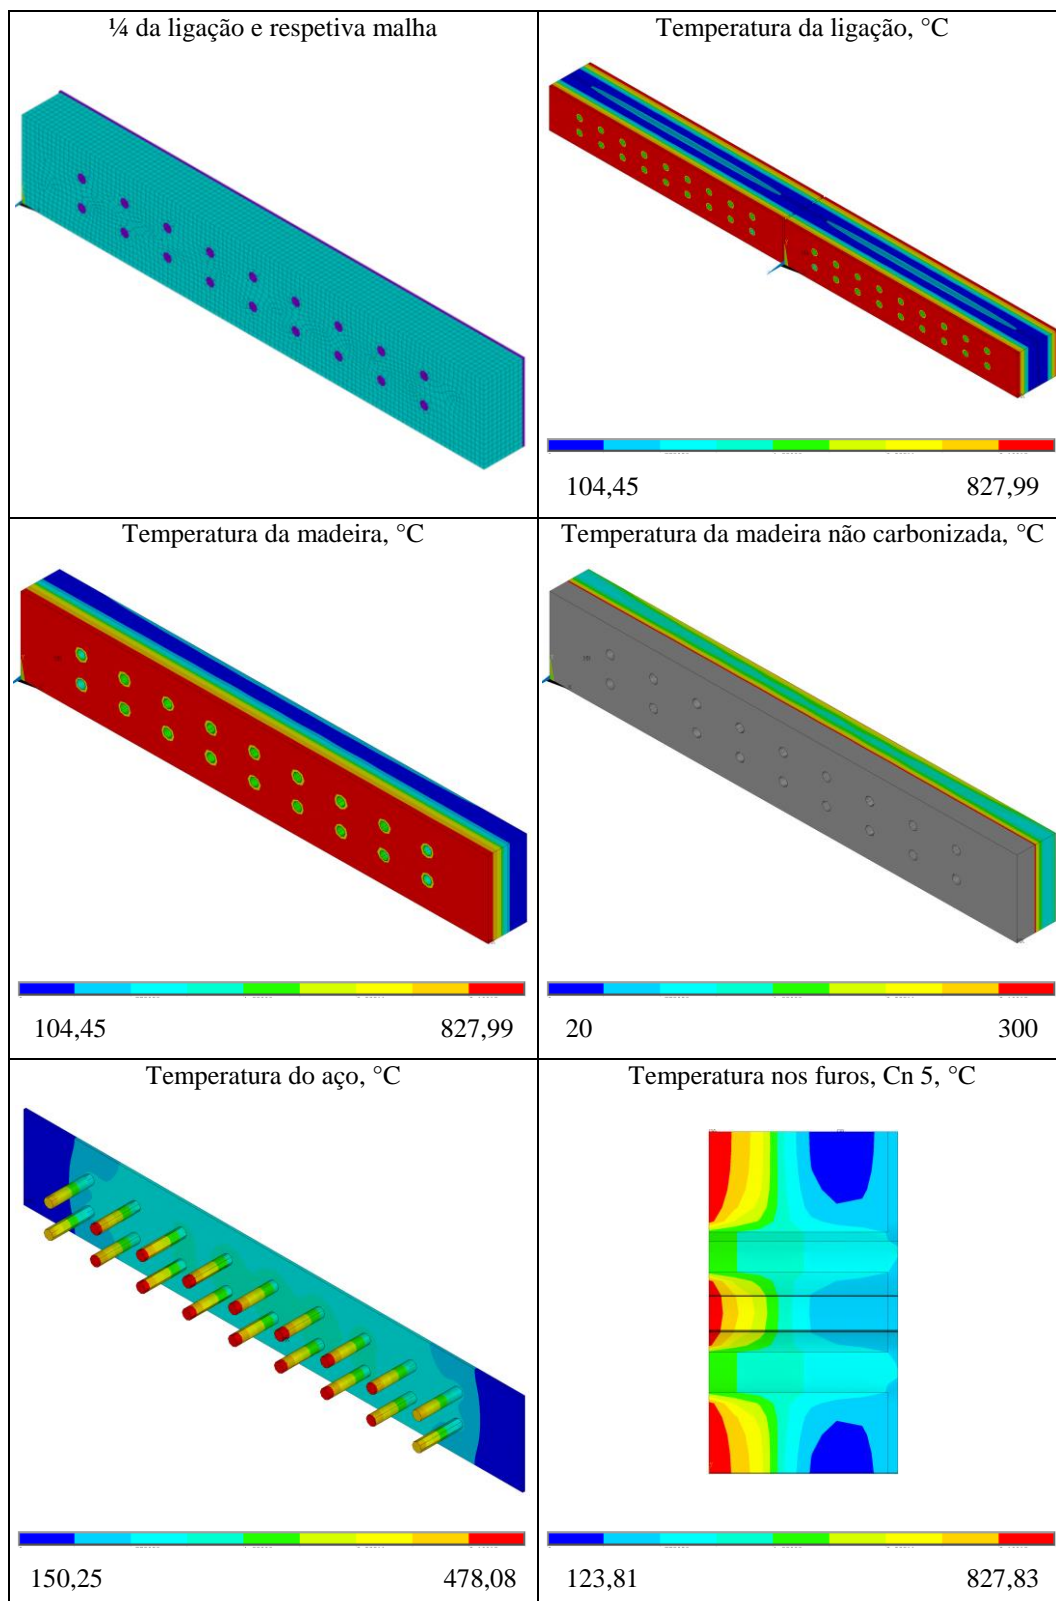 ¼ da ligação e respetiva malha
Temperatura da ligação, °C
104,45 827,99
Temperatura da madeira, °C
Temperatura da madeira não carbonizada, °C
104,45 827,99
20 300
Temperatura do aço, °C
Temperatura nos furos, Cn 5, °C
150,25 478,08
123,81 827,83